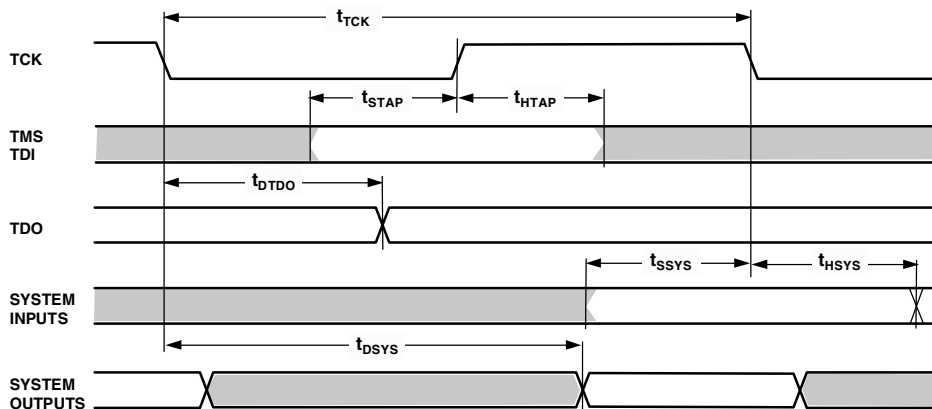 tTCK
TCK
tSTAP
tHTAP
TMS
TDI
tDTDO
TDO
tSSYS
tHSYS
SYSTEM
INPUTS
tDSYS
SYSTEM
OUTPUTS